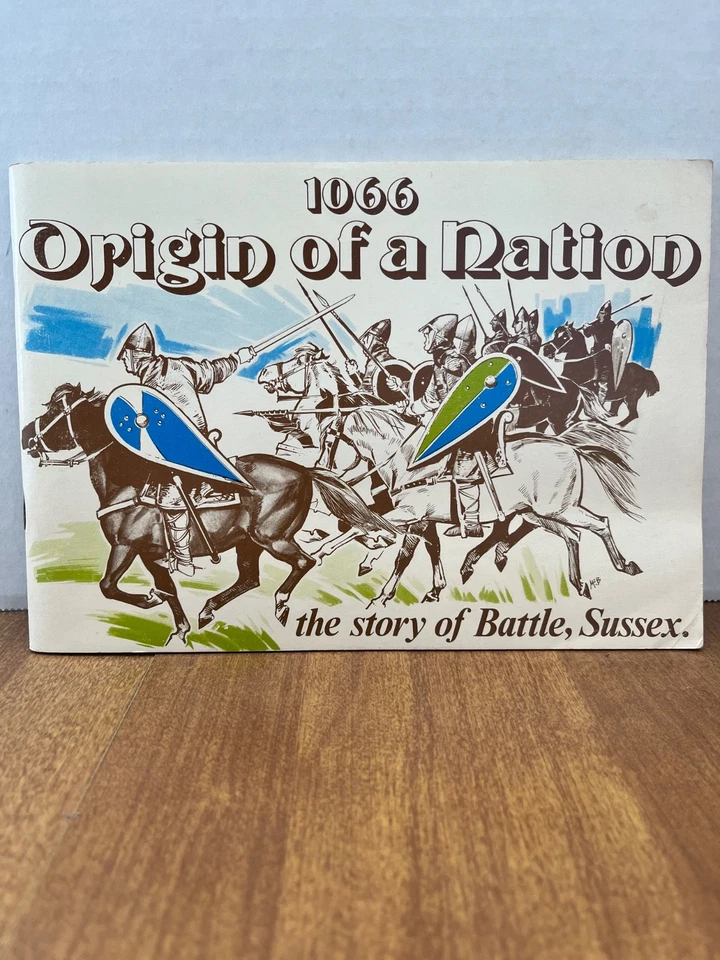 1066
Origin of a Nation
the story of Battle, Sussex.